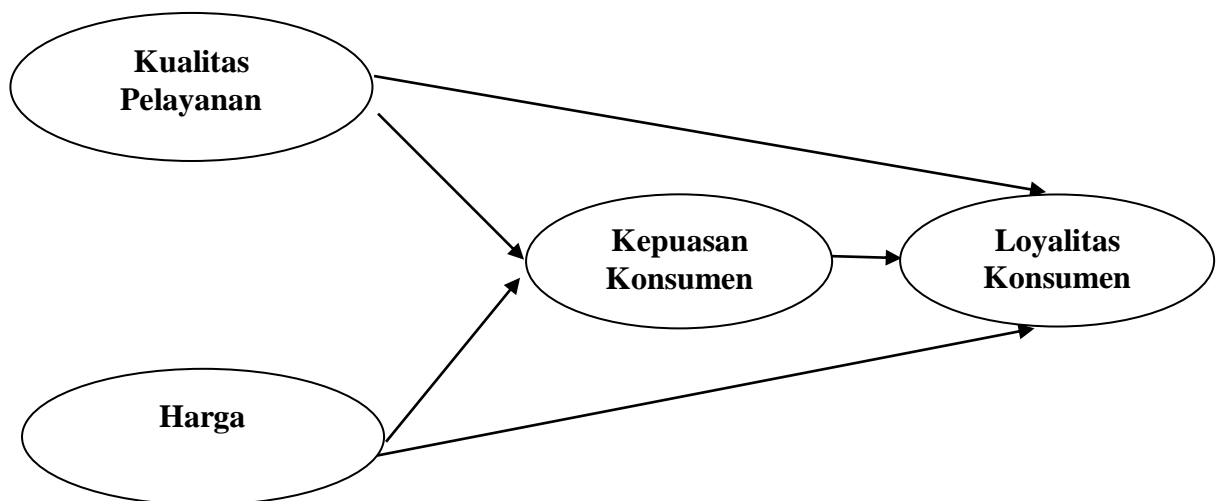 Kualitas
Pelayanan
Kepuasan
Konsumen
Loyalitas
Konsumen
Harga